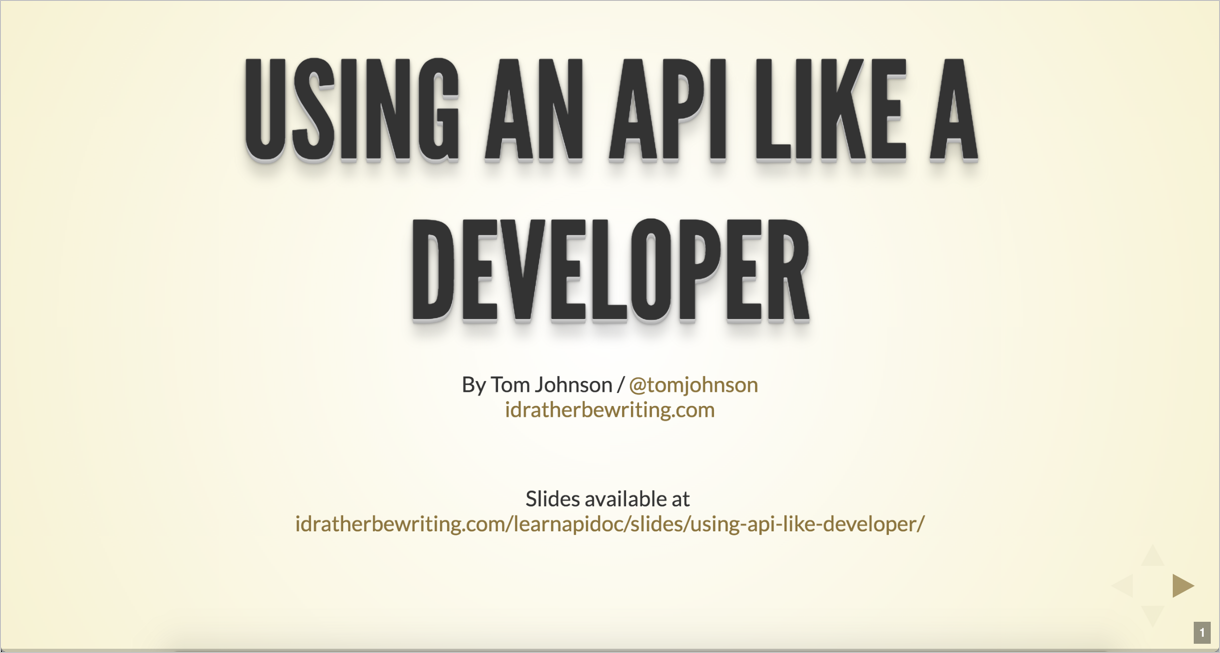 USING AN API LIKE A
DEVELOPER
By Tom Johnson / @tomjohnson
idratherbewriting.com
Slides available at
idratherbewriting.com/learnapidoc/slides/using-api-like-developer/
1